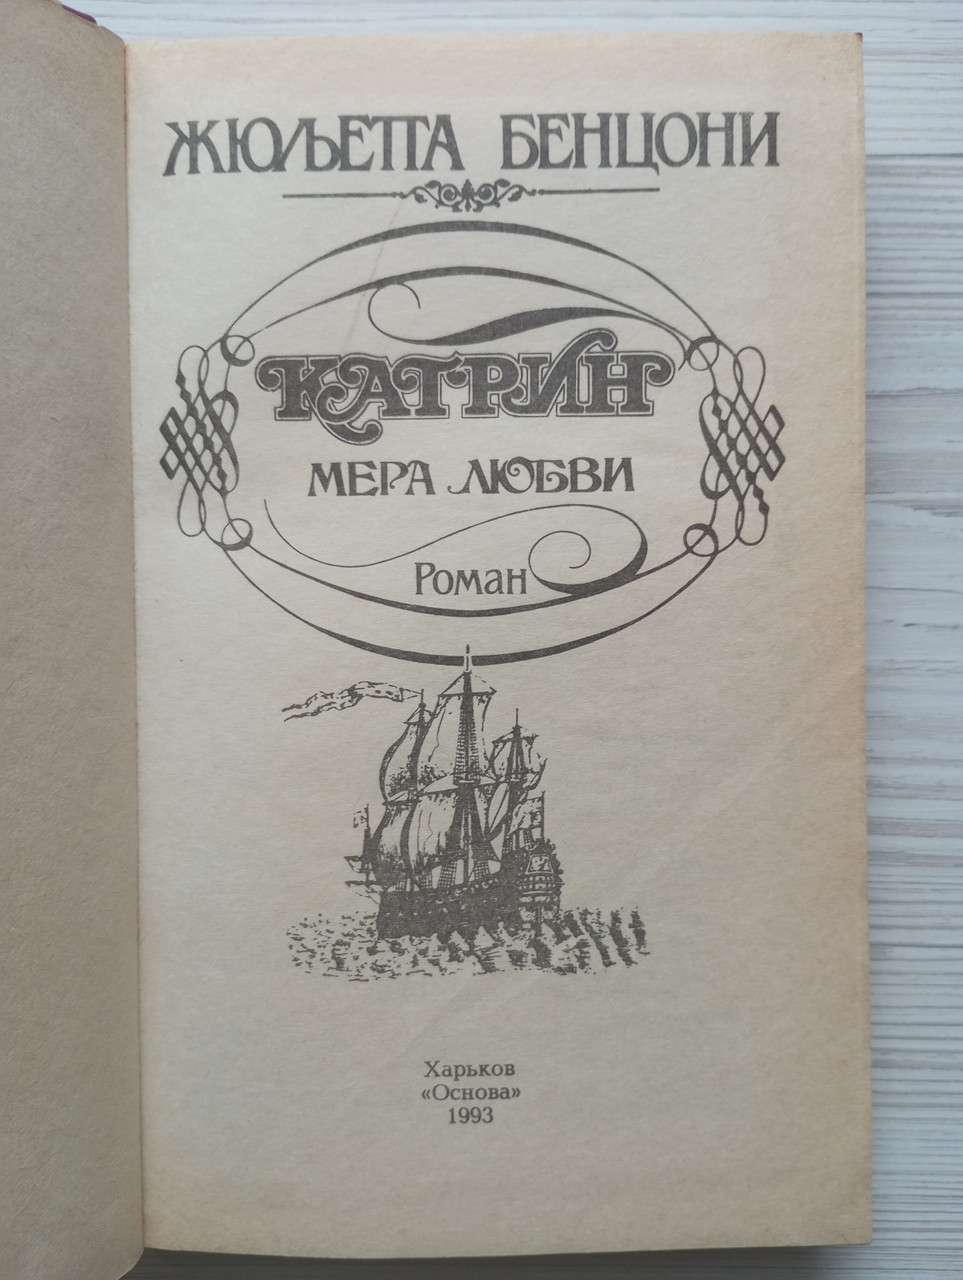 ЖЮЛЬЕТТА БЕНЦОНИ
КАТРИН
МЕРА ЛЮБВИ
Роман
Харьков
«Основа»
1993